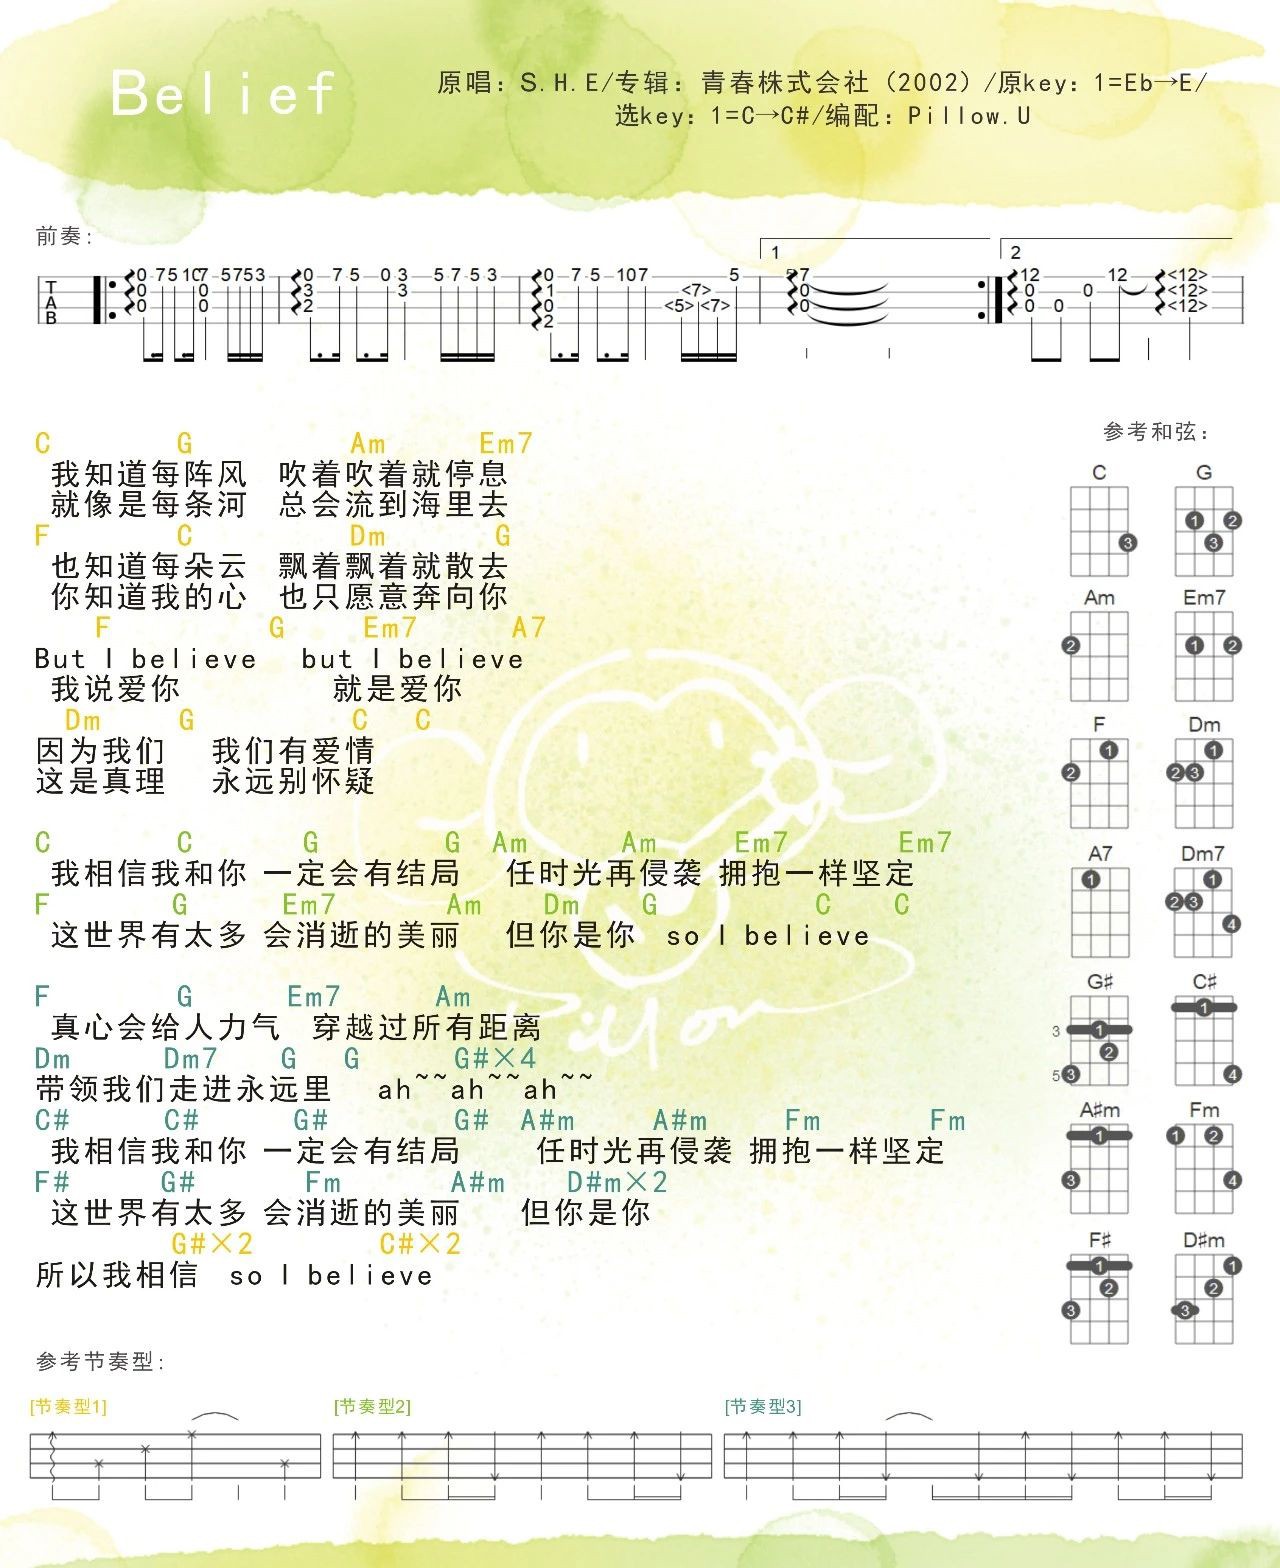 Belief
原唱：S.H.E/专辑：青春株式会社（2002）/原key：1=Eb→E/
选key：1=C→C#/编配：Pillow.U
前奏：
1
2
T
A
B
参考和弦：
C G Am Em7
我知道每阵风 吹着吹着就停息
就像是每条河 总会流到海里去
F C Dm G
也知道每朵云 飘着飘着就散去
你知道我的心 也只愿意奔向你
F G Em7 A7
But I believe but I believe
我说爱你 就是爱你
Dm G C C
因为我们 我们有爱情
这是真理 永远别怀疑
C C G G Am Am Em7 Em7
我相信我和你 一定会有结局 任时光再侵袭 拥抱一样坚定
F G Em7 Am Dm G C C
这世界有太多 会消逝的美丽 但你是你 so I believe
F G Em7 Am
真心会给人力气 穿越过所有距离
Dm Dm7 G G G#×4
带领我们走进永远里 ah~~ah~~ah~~
C# C# G# G# A#m A#m Fm Fm
我相信我和你 一定会有结局 任时光再侵袭 拥抱一样坚定
F# G# Fm A#m D#m×2
这世界有太多 会消逝的美丽 但你是你
G#×2 C#×2
所以我相信 so I believe
C G
Am Em7
F Dm
A7 Dm7
G# C#
A#m Fm
F# D#m
Pillow
参考节奏型：
[节奏型1] [节奏型2] [节奏型3]